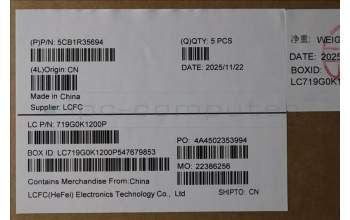 (P)P/N: 5CB1R35694
(Q)QTY: 5 PCS
(4L)Origin: CN
DATE: 2025/11/22
Made in China
Supplier: LCFC
净重: WEIG
DATE: 2025
BOXID:
LC719G0K1
LC P/N: 719G0K1200P
PO: 4A4502353994
BOX ID: LC719G0K1200P547679853
MO: 22386256
Contains Merchandise From:China
LCFC(HeFei) Electronics Technology Co., Ltd
SHIPTO: CN